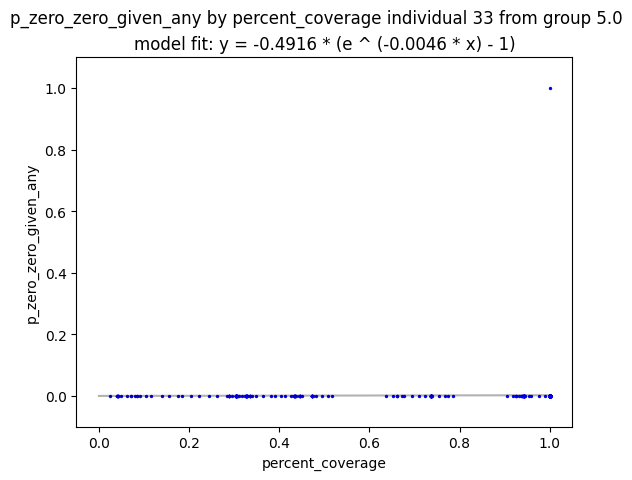 p_zero_zero_given_any by percent_coverage individual 33 from group 5.0
model fit: y = -0.4916 * (e ^ (-0.0046 * x) - 1)
1.0
0.8
0.6
0.4
0.2
0.0
p_zero_zero_given_any
0.0 0.2 0.4 0.6 0.8 1.0
percent_coverage